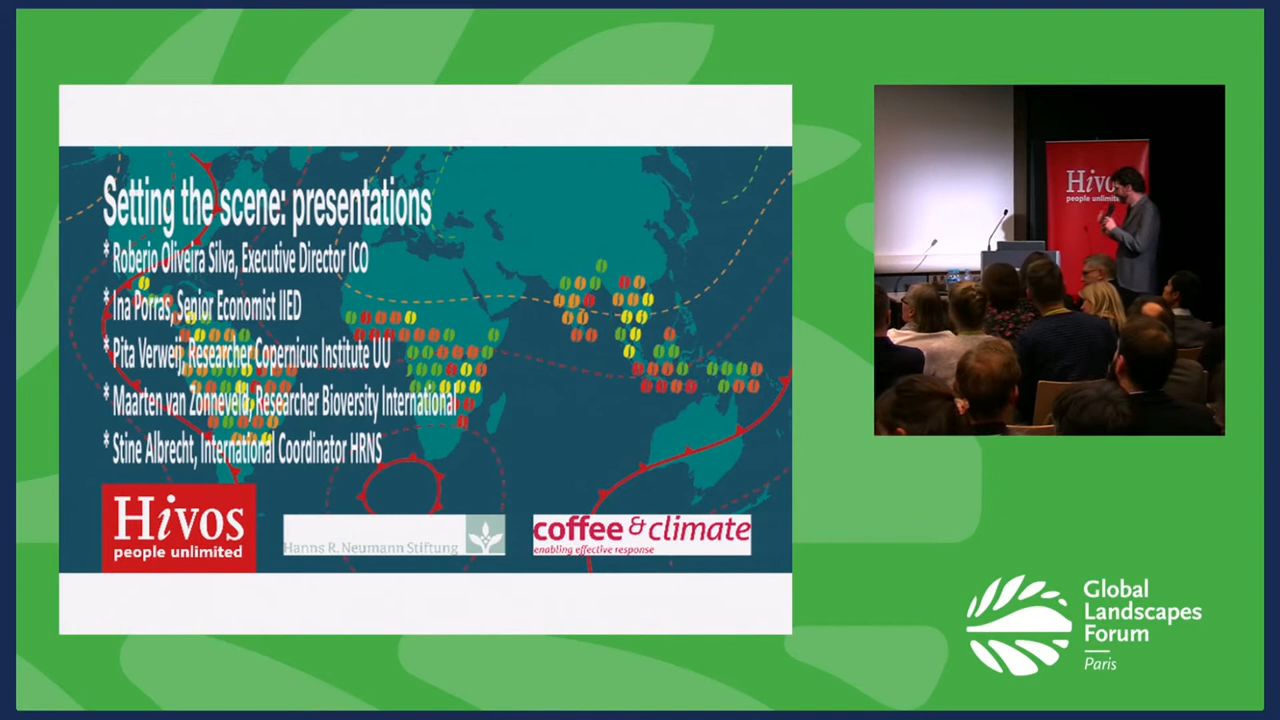 Setting the scene: presentations
* Roberio Oliveira Silva, Executive Director ICO
* Ina Porras, Senior Economist IIED
* Pita Verweij, Researcher Copernicus Institute UU
* Maarten van Zonneveld, Researcher Bioversity International
* Stine Albrecht, International Coordinator HRNS
Hivos
people unlimited
Hanns R. Neumann Stiftung
coffee & climate
enabling effective response
Hivos
people unlimited
Global
Landscapes
Forum
Paris